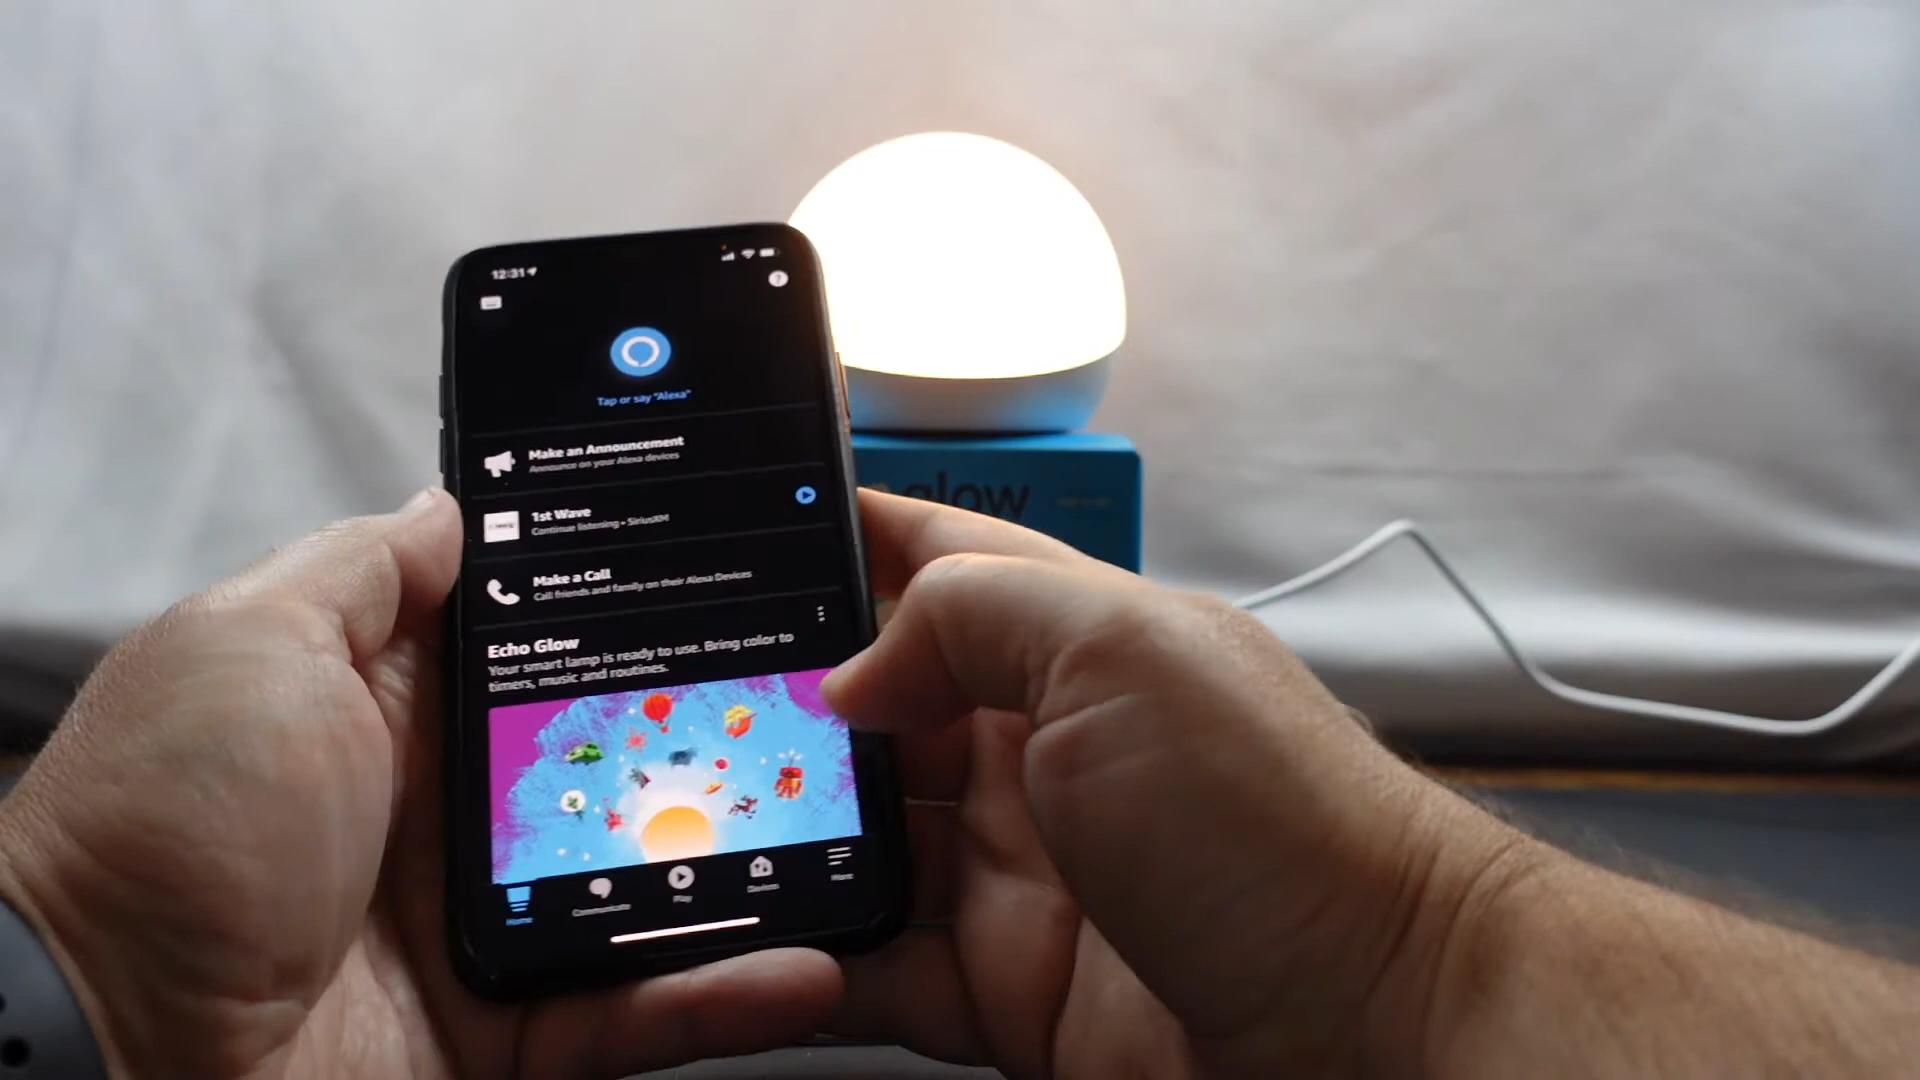 12:31
?
Tap or say "Alexa"
Make an Announcement
Announce on your Alexa devices
1st Wave
Continue listening • SiriusXM
Make a Call
Call friends and family on their Alexa Devices
Echo Glow
Your smart lamp is ready to use. Bring color to
timers, music and routines.
Home
Communicate
Play
Devices
More
glow